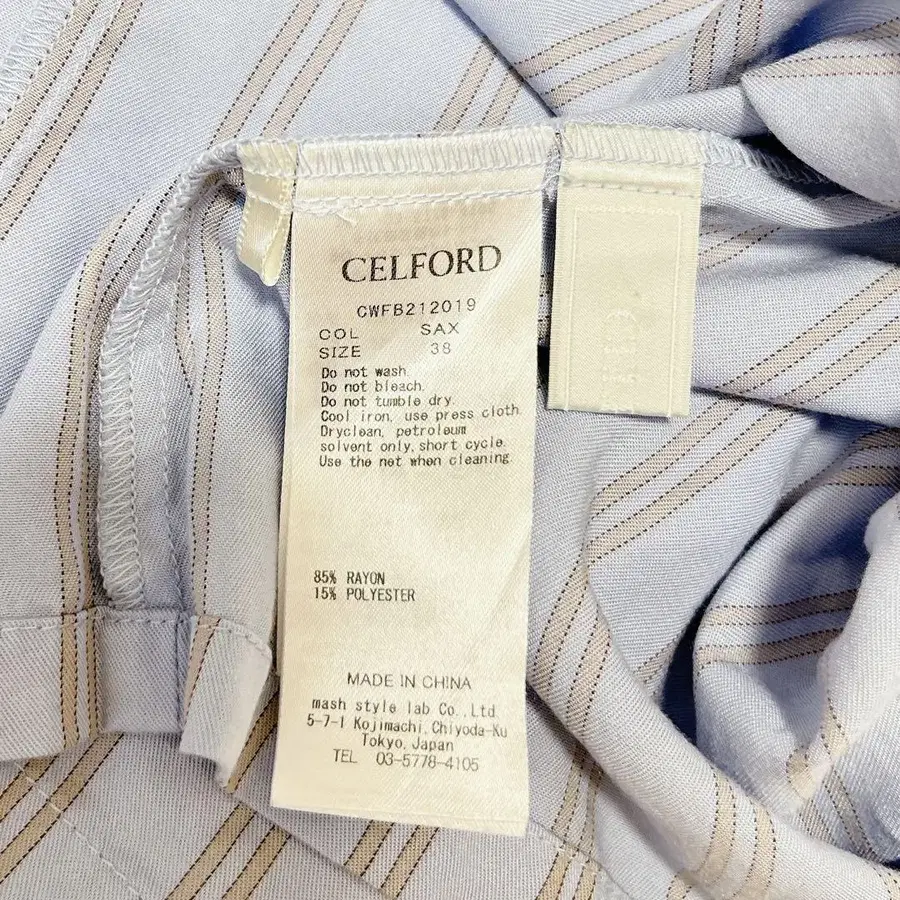 CELFORD
CWFB212019
COL SAX
SIZE 38
Do not wash.
Do not bleach.
Do not tumble dry.
Cool iron, use press cloth.
Dryclean, petroleum
solvent only, short cycle.
Use the net when cleaning.
85% RAYON
15% POLYESTER
MADE IN CHINA
mash style lab Co.,Ltd.
5-7-1 Kojimachi,Chiyoda-Ku
Tokyo,Japan
TEL 03-5778-4105